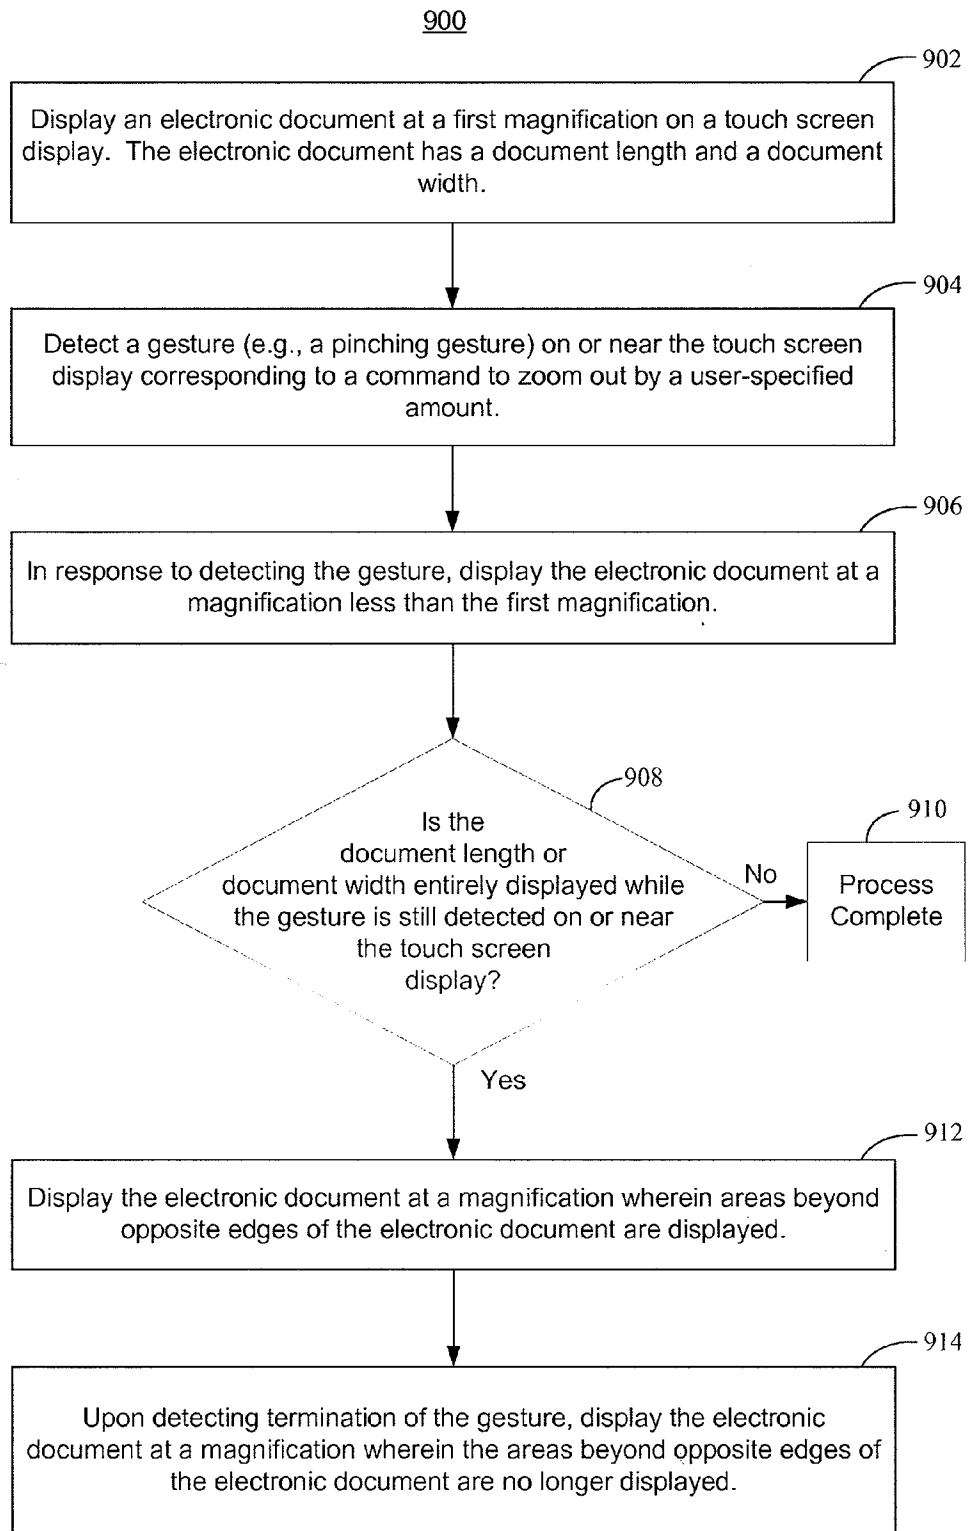 900
902
Display an electronic document at a first magnification on a touch screen
display. The electronic document has a document length and a document
width.
904
Detect a gesture (e.g., a pinching gesture) on or near the touch screen
display corresponding to a command to zoom out by a user-specified
amount.
906
In response to detecting the gesture, display the electronic document at a
magnification less than the first magnification.
908
Is the
document length or
document width entirely displayed while
the gesture is still detected on or near
the touch screen
display?
No
910
Process
Complete
Yes
912
Display the electronic document at a magnification wherein areas beyond
opposite edges of the electronic document are displayed.
914
Upon detecting termination of the gesture, display the electronic
document at a magnification wherein the areas beyond opposite edges of
the electronic document are no longer displayed.